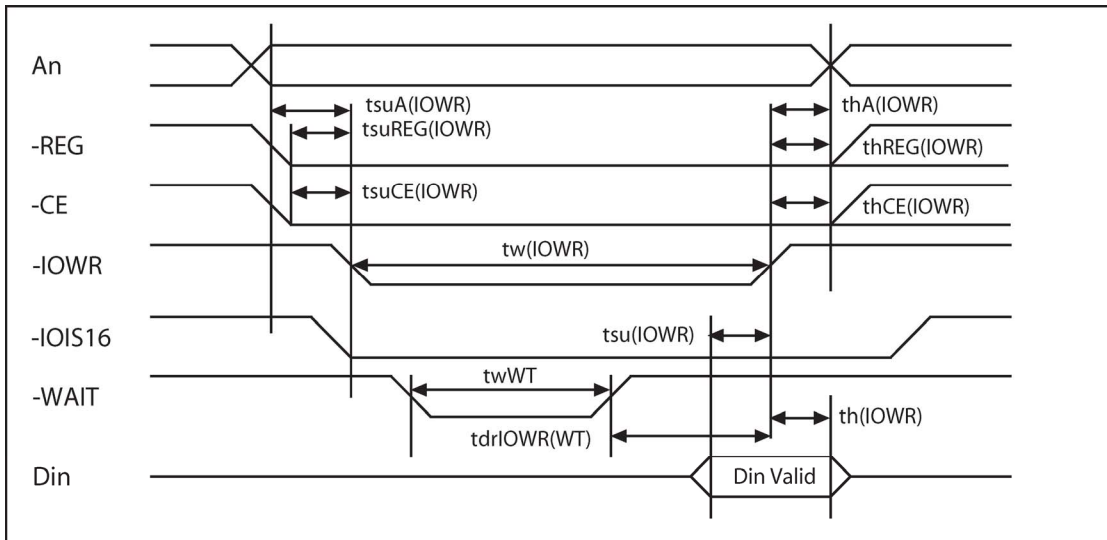 An
tsuA(IOWR)
thA(IOWR)
tsuREG(IOWR)
-REG
thREG(IOWR)
tsuCE(IOWR)
-CE
thCE(IOWR)
tw(IOWR)
-IOWR
-IOIS16
tsu(IOWR)
twWT
-WAIT
th(IOWR)
tdrIOWR(WT)
Din
Din Valid